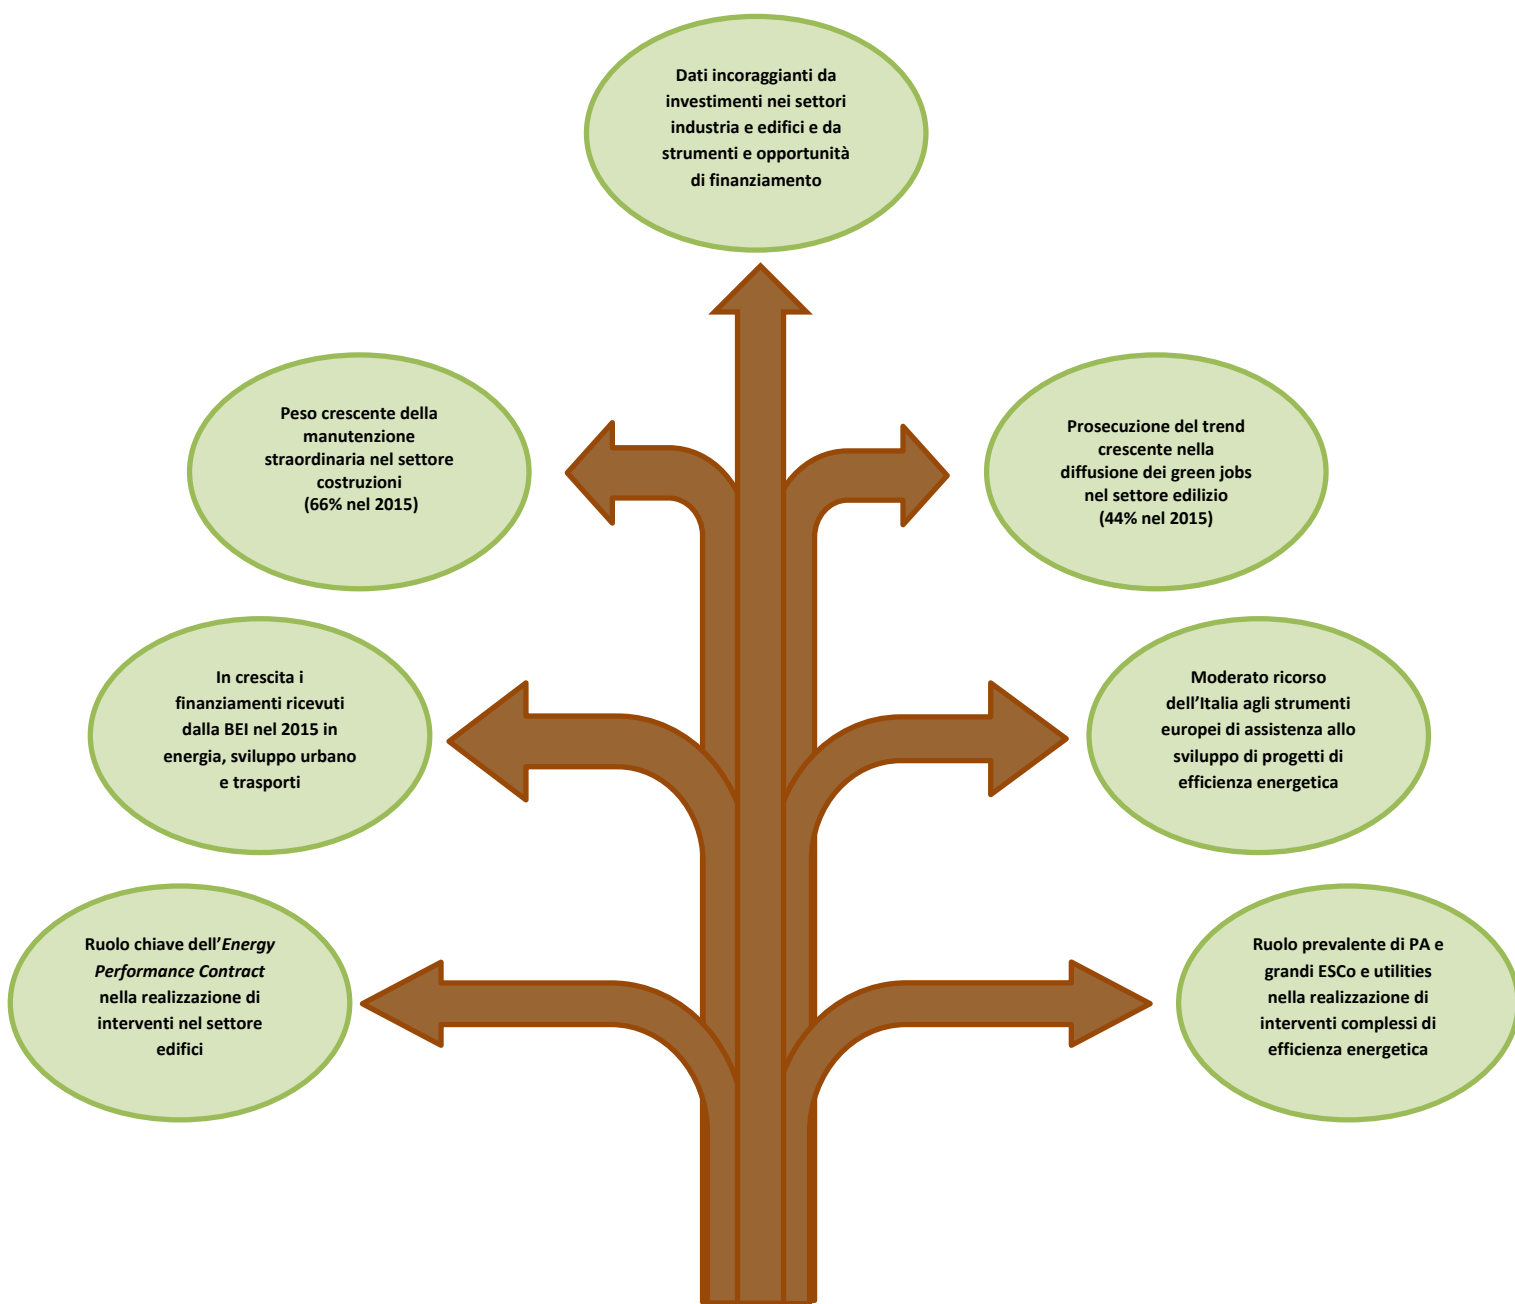 Dati incoraggianti da
investimenti nei settori
industria e edifici e da
strumenti e opportunità
di finanziamento
Peso crescente della
manutenzione
straordinaria nel settore
costruzioni
(66% nel 2015)
Prosecuzione del trend
crescente nella
diffusione dei green jobs
nel settore edilizio
(44% nel 2015)
In crescita i
finanziamenti ricevuti
dalla BEI nel 2015 in
energia, sviluppo urbano
e trasporti
Moderato ricorso
dell’Italia agli strumenti
europei di assistenza allo
sviluppo di progetti di
efficienza energetica
Ruolo chiave dell’Energy
Performance Contract
nella realizzazione di
interventi nel settore
edifici
Ruolo prevalente di PA e
grandi ESCo e utilities
nella realizzazione di
interventi complessi di
efficienza energetica